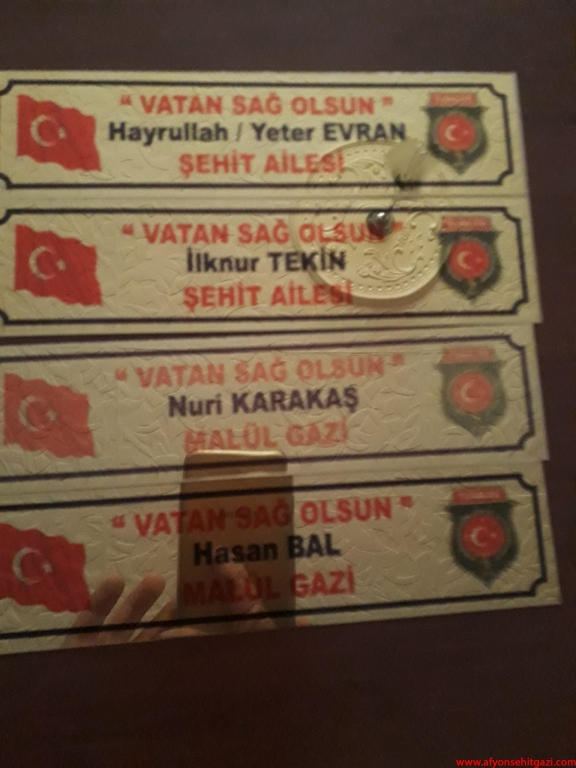 “ VATAN SAĞ OLSUN ”
Hayrullah / Yeter EVRAN
ŞEHİT AİLESİ
“ VATAN SAĞ OLSUN ”
İlknur TEKİN
ŞEHİT AİLESİ
“ VATAN SAĞ OLSUN ”
Nuri KARAKAŞ
MALÜL GAZİ
“ VATAN SAĞ OLSUN ”
Hasan BAL
MALÜL GAZİ
www.afyonsehitgazi.com